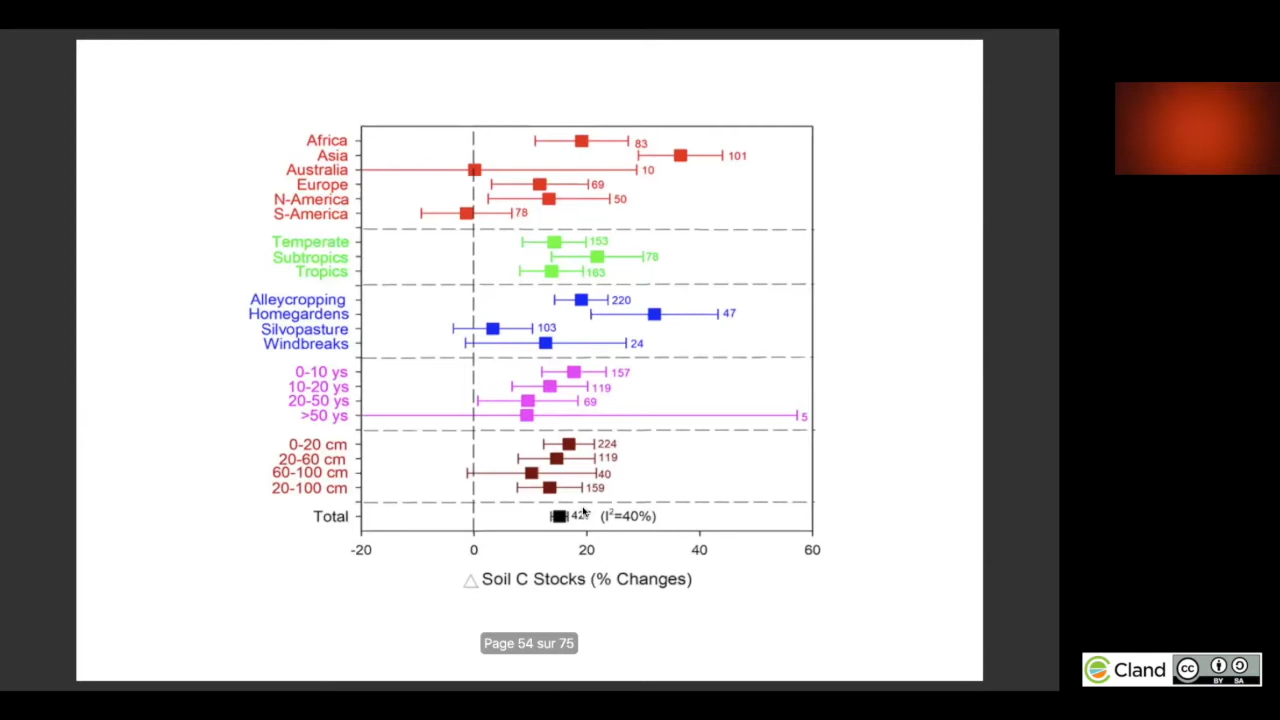 Africa 83
Asia 101
Australia 10
Europe 69
N-America 50
S-America 78
Temperate 153
Subtropics 78
Tropics 163
Alleycropping 220
Homegardens 47
Silvopasture 103
Windbreaks 24
0-10 ys 157
10-20 ys 119
20-50 ys 69
>50 ys 5
0-20 cm 224
20-60 cm 119
60-100 cm 40
20-100 cm 159
Total (I²=40%)
-20 0 20 40 60
△ Soil C Stocks (% Changes)
Page 54 sur 75
Cland cc BY SA